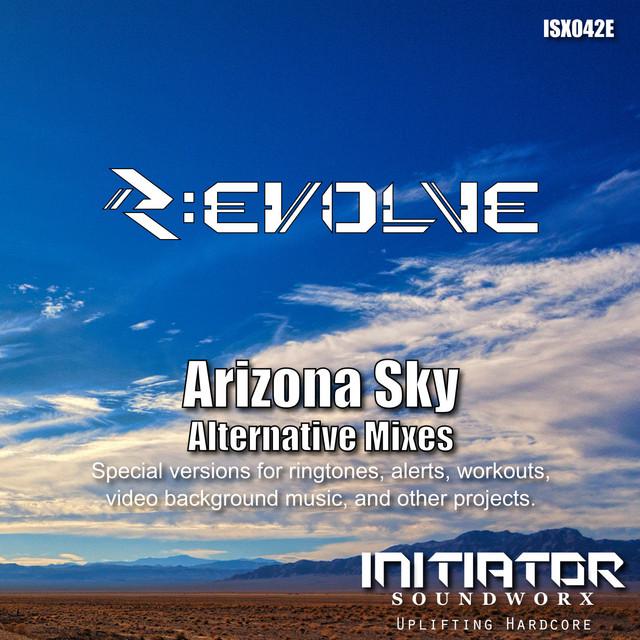 ISX042E
R:EVOLVE
Arizona Sky
Alternative Mixes
Special versions for ringtones, alerts, workouts,
video background music, and other projects.
INITIATOR
SOUNDWORX
Uplifting Hardcore